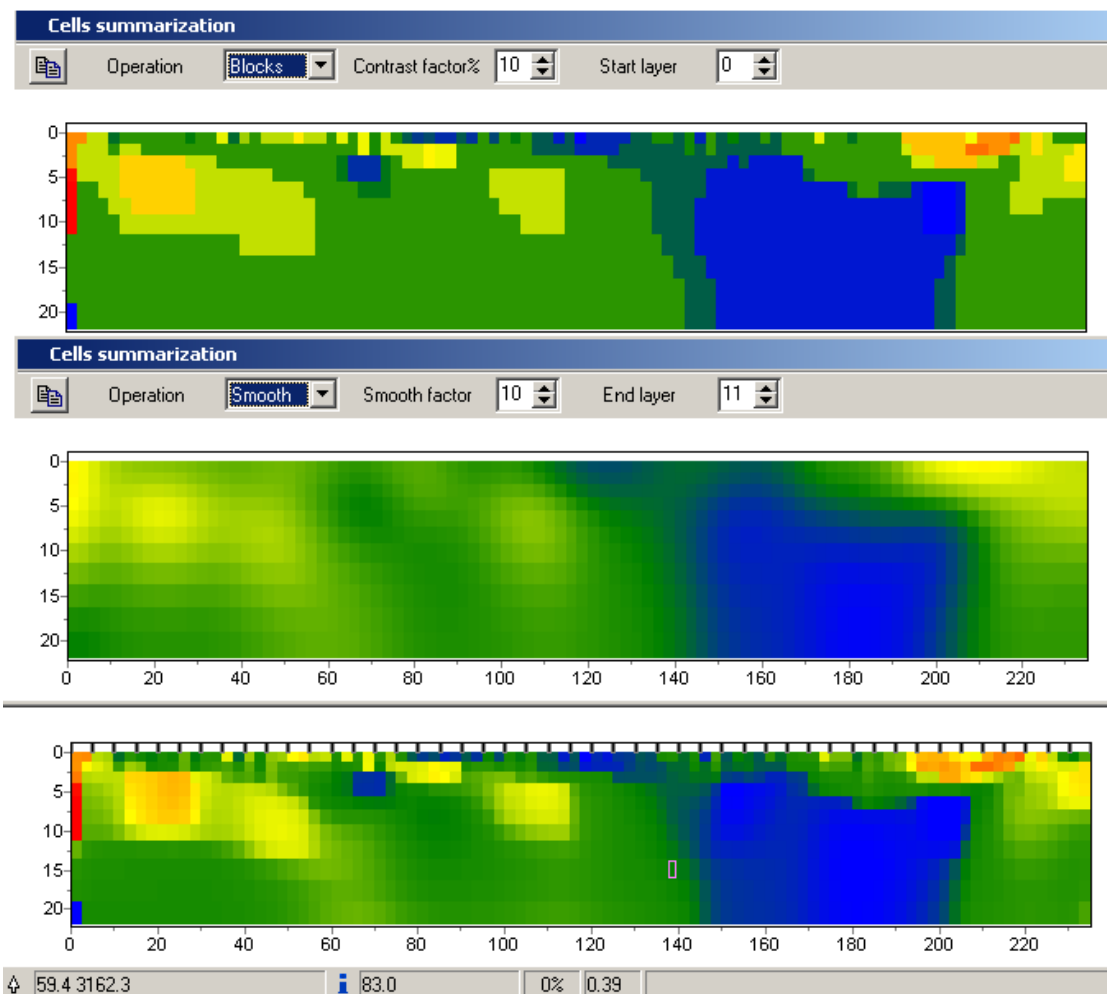 Cells summarization
Operation Blocks Contrast factor% 10 Start layer 0
0
5
10
15
20
Cells summarization
Operation Smooth Smooth factor 10 End layer 11
0
5
10
15
20
0 20 40 60 80 100 120 140 160 180 200 220
0
5
10
15
20
0 20 40 60 80 100 120 140 160 180 200 220
59.4 3162.3 i 83.0 0% 0.39